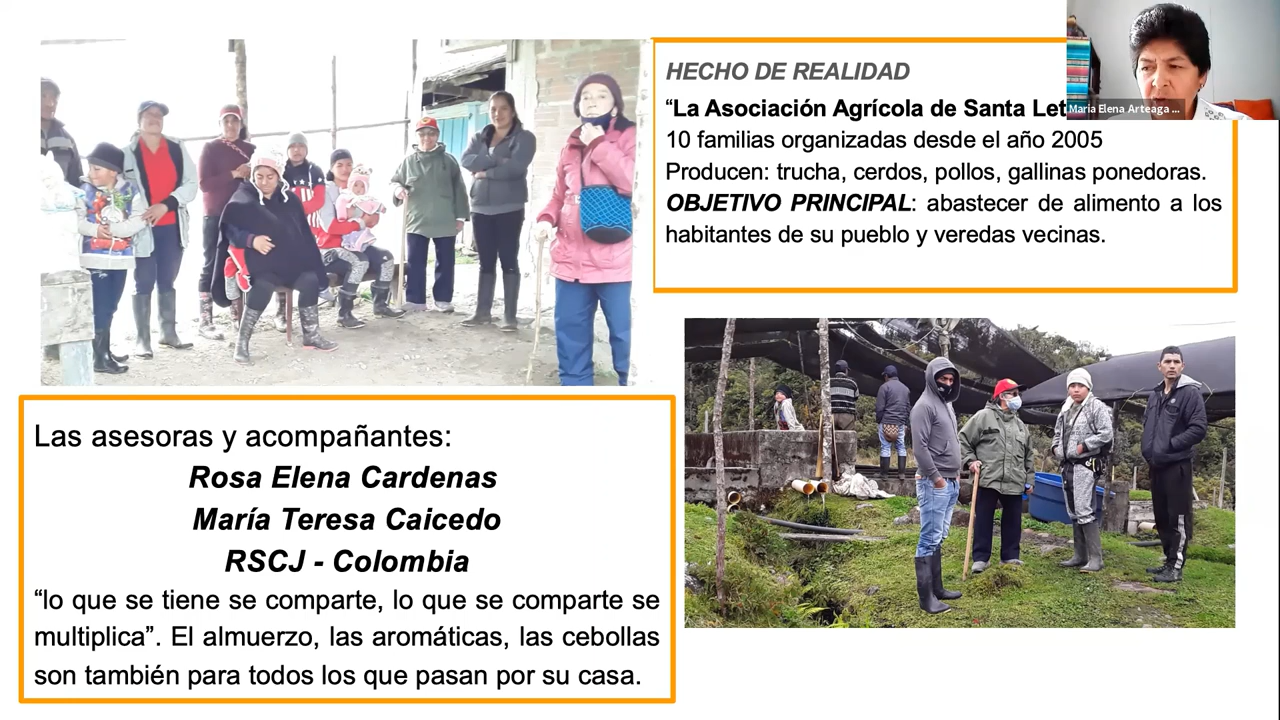 HECHO DE REALIDAD
“La Asociación Agrícola de Santa
10 familias organizadas desde el año 2005
Producen: trucha, cerdos, pollos, gallinas ponedoras.
OBJETIVO PRINCIPAL: abastecer de alimento a los
habitantes de su pueblo y veredas vecinas.
María Elena Arteaga ...
Las asesoras y acompañantes:
Rosa Elena Cardenas
María Teresa Caicedo
RSCJ - Colombia
“lo que se tiene se comparte, lo que se comparte se
multiplica”. El almuerzo, las aromáticas, las cebollas
son también para todos los que pasan por su casa.